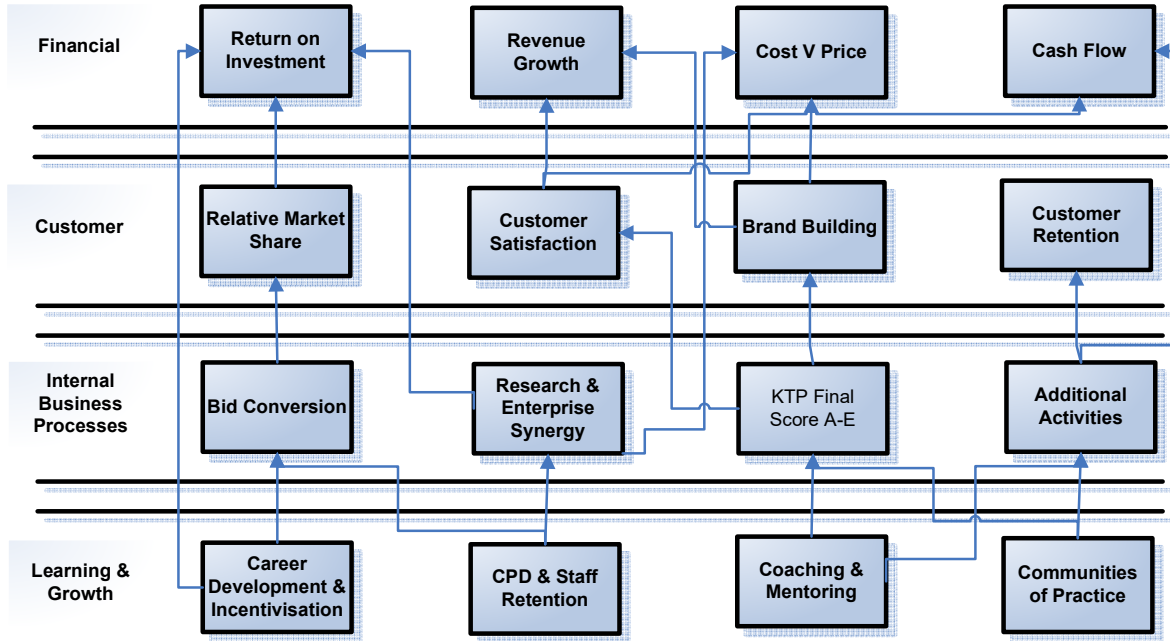 Financial
Return on
Investment
Revenue
Growth
Cost V Price
Cash Flow
Customer
Relative Market
Share
Customer
Satisfaction
Brand Building
Customer
Retention
Internal
Business
Processes
Bid Conversion
Research &
Enterprise
Synergy
KTP Final
Score A-E
Additional
Activities
Learning &
Growth
Career
Development &
Incentivisation
CPD & Staff
Retention
Coaching &
Mentoring
Communities
of Practice